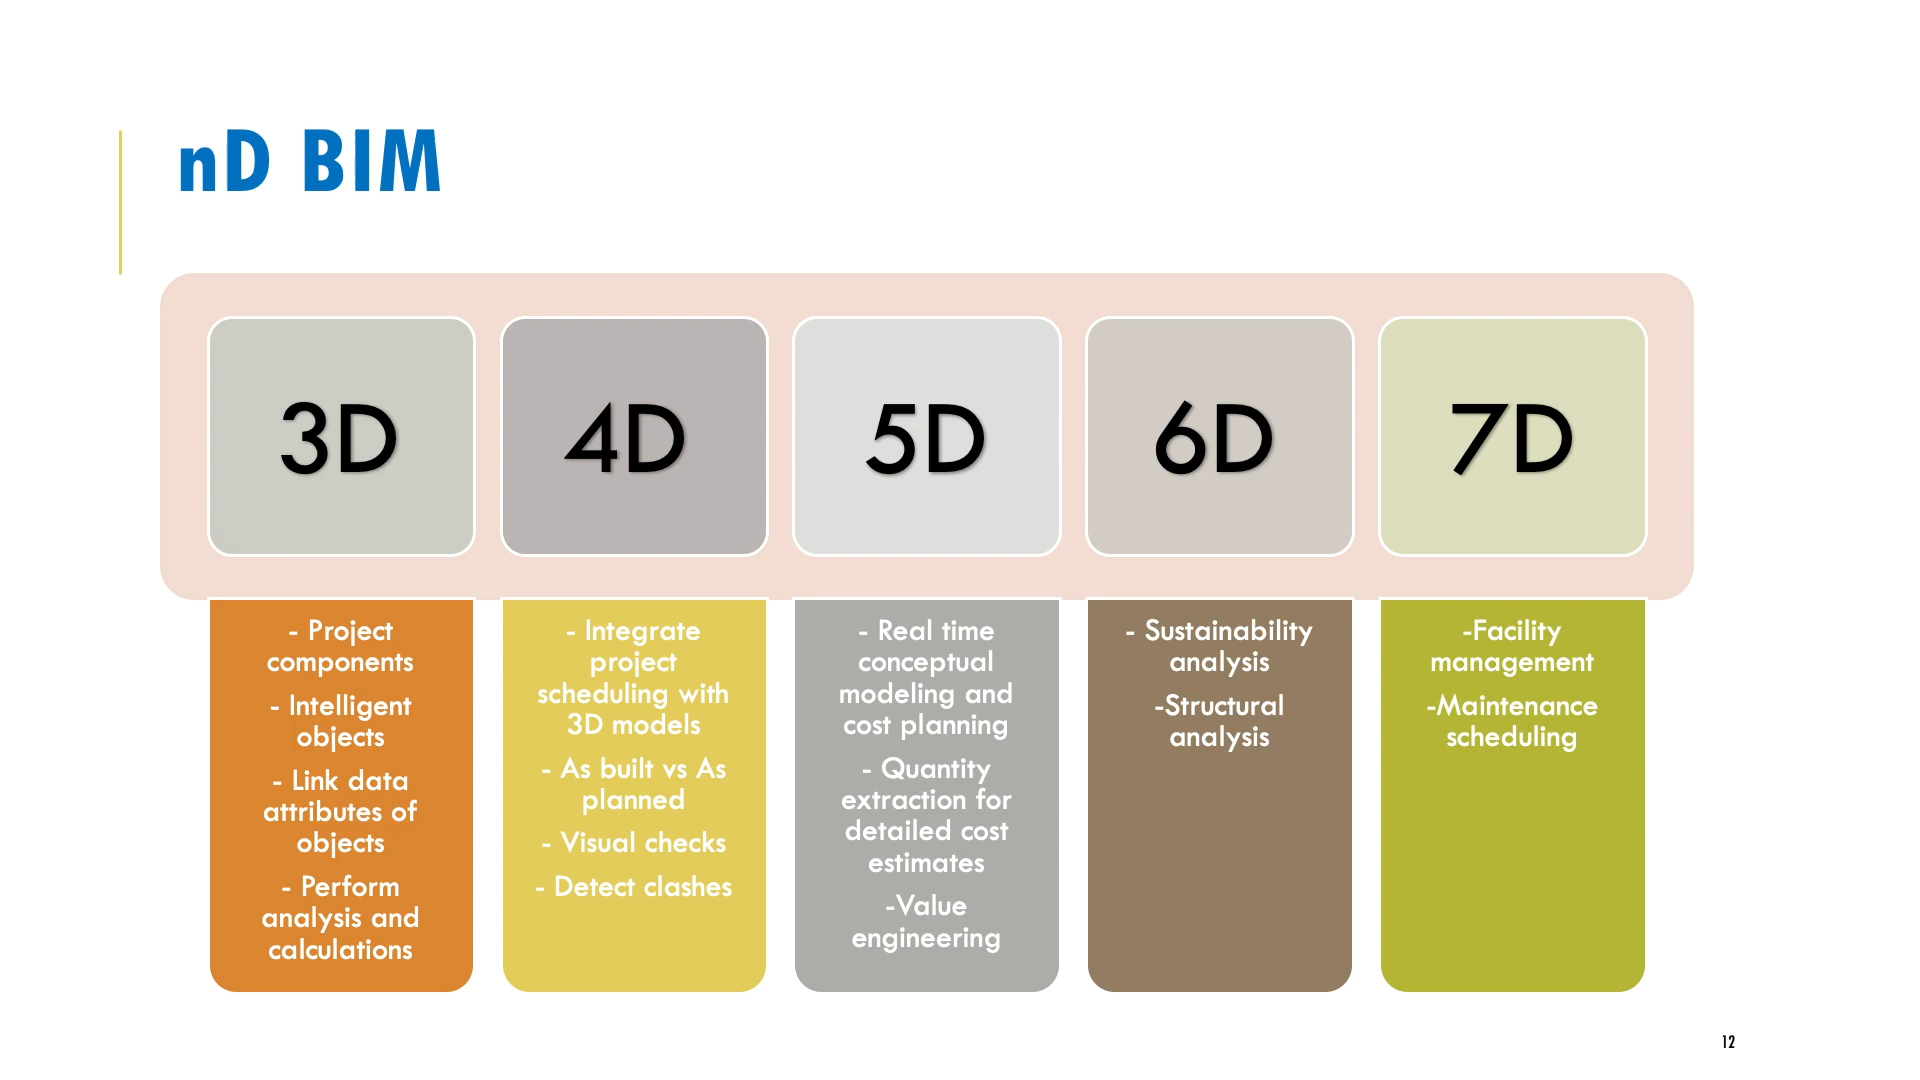 nD BIM
3D
4D
5D
6D
7D
- Project
components
- Intelligent
objects
- Link data
attributes of
objects
- Perform
analysis and
calculations
- Integrate
project
scheduling with
3D models
- As built vs As
planned
- Visual checks
- Detect clashes
- Real time
conceptual
modeling and
cost planning
- Quantity
extraction for
detailed cost
estimates
-Value
engineering
- Sustainability
analysis
-Structural
analysis
-Facility
management
-Maintenance
scheduling
12